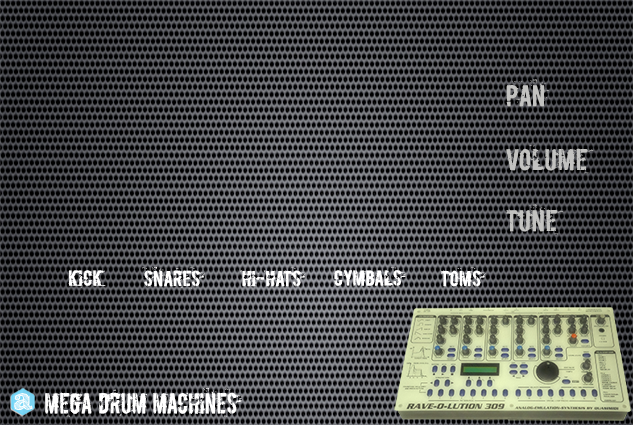 PAN
VOLUME
TUNE
KICK SNARES HI-HATS CYMBALS TOMS
RAVE-O-LUTION 309
MEGA DRUM MACHINES